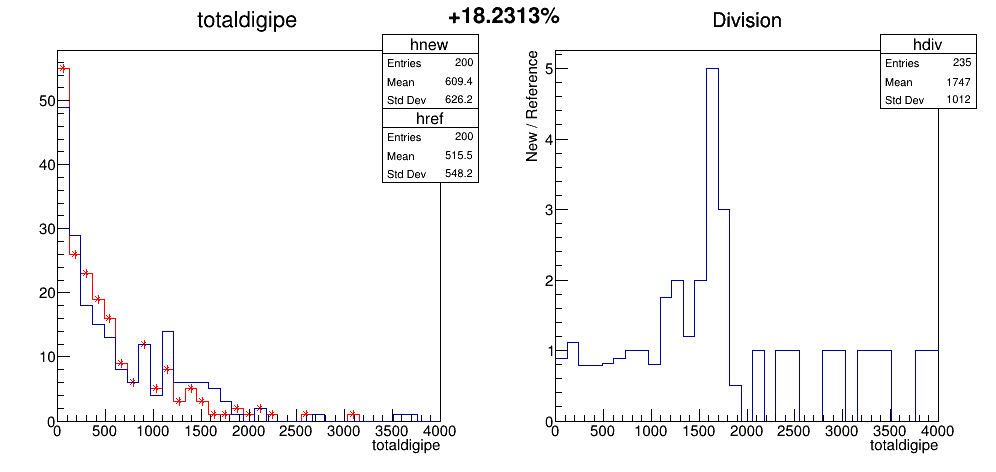 totaldigipe
+18.2313%
Division
hnew
Entries 200
Mean 609.4
Std Dev 626.2
href
Entries 200
Mean 515.5
Std Dev 548.2
50
40
30
20
10
0
0 500 1000 1500 2000 2500 3000 3500 4000
totaldigipe
hdiv
Entries 235
Mean 1747
Std Dev 1012
New / Reference
5
4
3
2
1
0
0 500 1000 1500 2000 2500 3000 3500 4000
totaldigipe